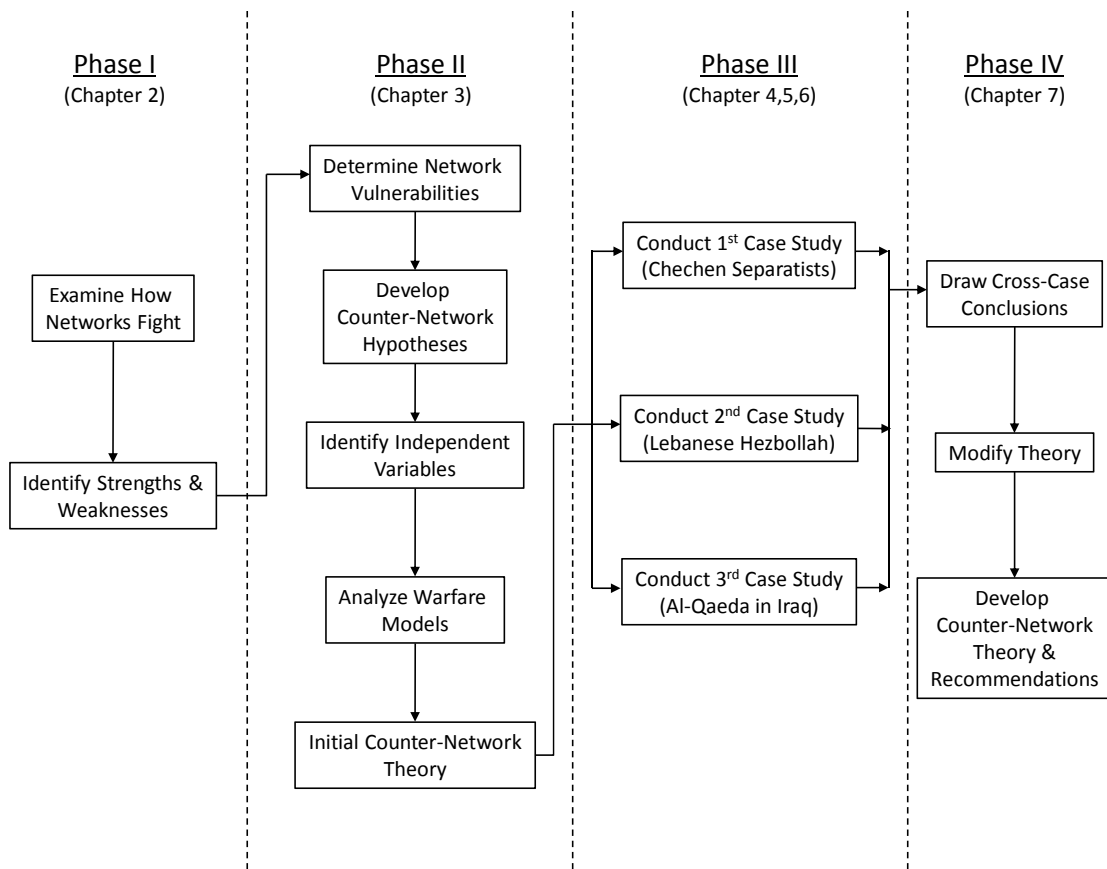 Phase I
(Chapter 2)
Examine How
Networks Fight
Identify Strengths &
Weaknesses
Phase II
(Chapter 3)
Determine Network
Vulnerabilities
Develop
Counter-Network
Hypotheses
Identify Independent
Variables
Analyze Warfare
Models
Initial Counter-Network
Theory
Phase III
(Chapter 4,5,6)
Conduct 1st Case Study
(Chechen Separatists)
Conduct 2nd Case Study
(Lebanese Hezbollah)
Conduct 3rd Case Study
(Al-Qaeda in Iraq)
Phase IV
(Chapter 7)
Draw Cross-Case
Conclusions
Modify Theory
Develop
Counter-Network
Theory &
Recommendations